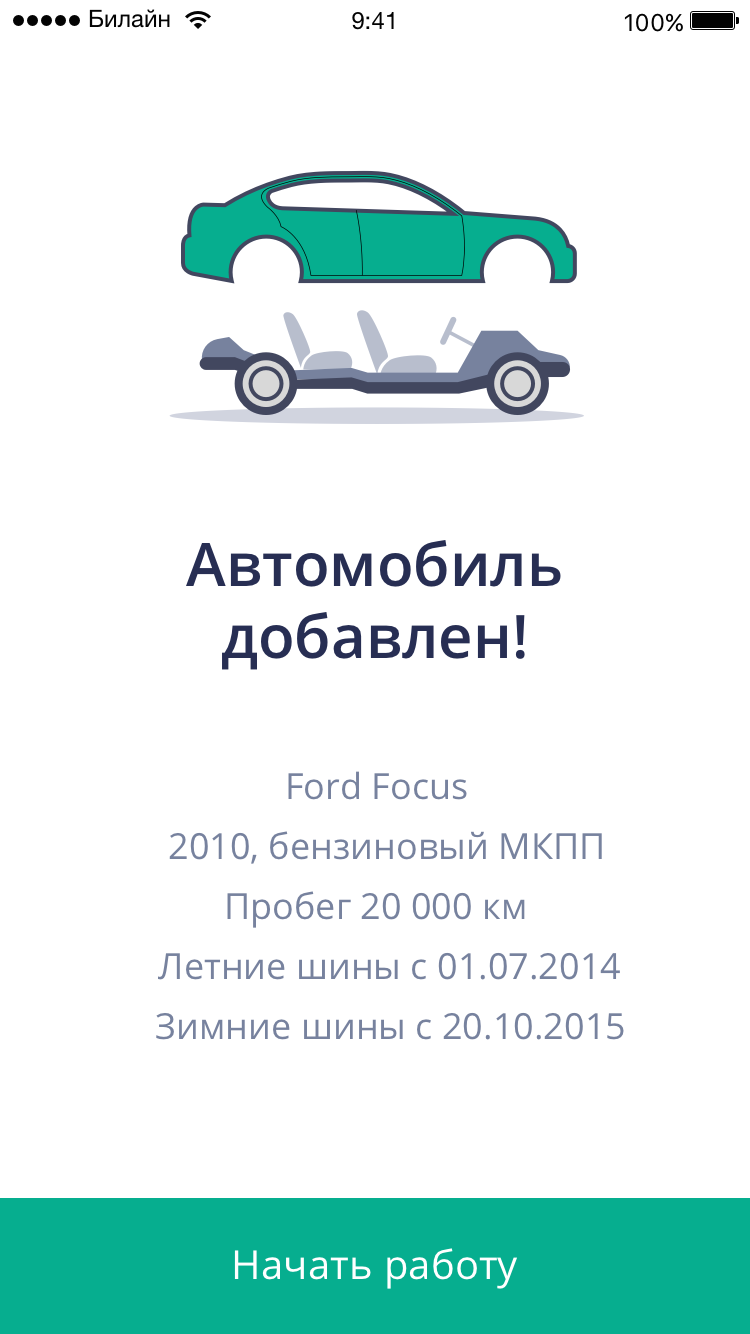 Билайн 9:41 100%
Автомобиль
добавлен!
Ford Focus
2010, бензиновый МКПП
Пробег 20 000 км
Летние шины с 01.07.2014
Зимние шины с 20.10.2015
Начать работу